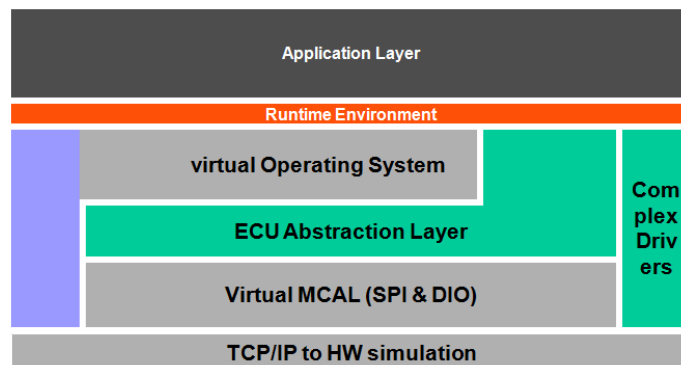 Application Layer
Runtime Environment
virtual Operating System
Com
plex
Driv
ers
ECU Abstraction Layer
Virtual MCAL (SPI & DIO)
TCP/IP to HW simulation